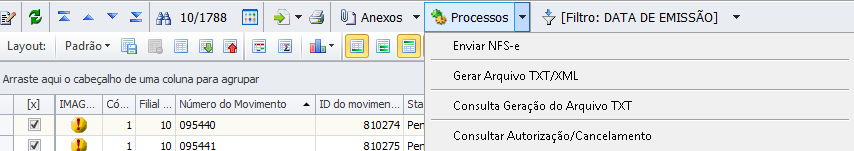 10/1788 Anexos Processos [Filtro: DATA DE EMISSÃO]
Layout: Padrão
Enviar NFS-e
Gerar Arquivo TXT/XML
Consulta Geração do Arquivo TXT
Consultar Autorização/Cancelamento
Arraste aqui o cabeçalho de uma coluna para agrupar
[x] IMAG... Có... Filial ... Número do Movimento ID do movimen... Sta
1 10 095440 810274 Pen
1 10 095441 810275 Pen